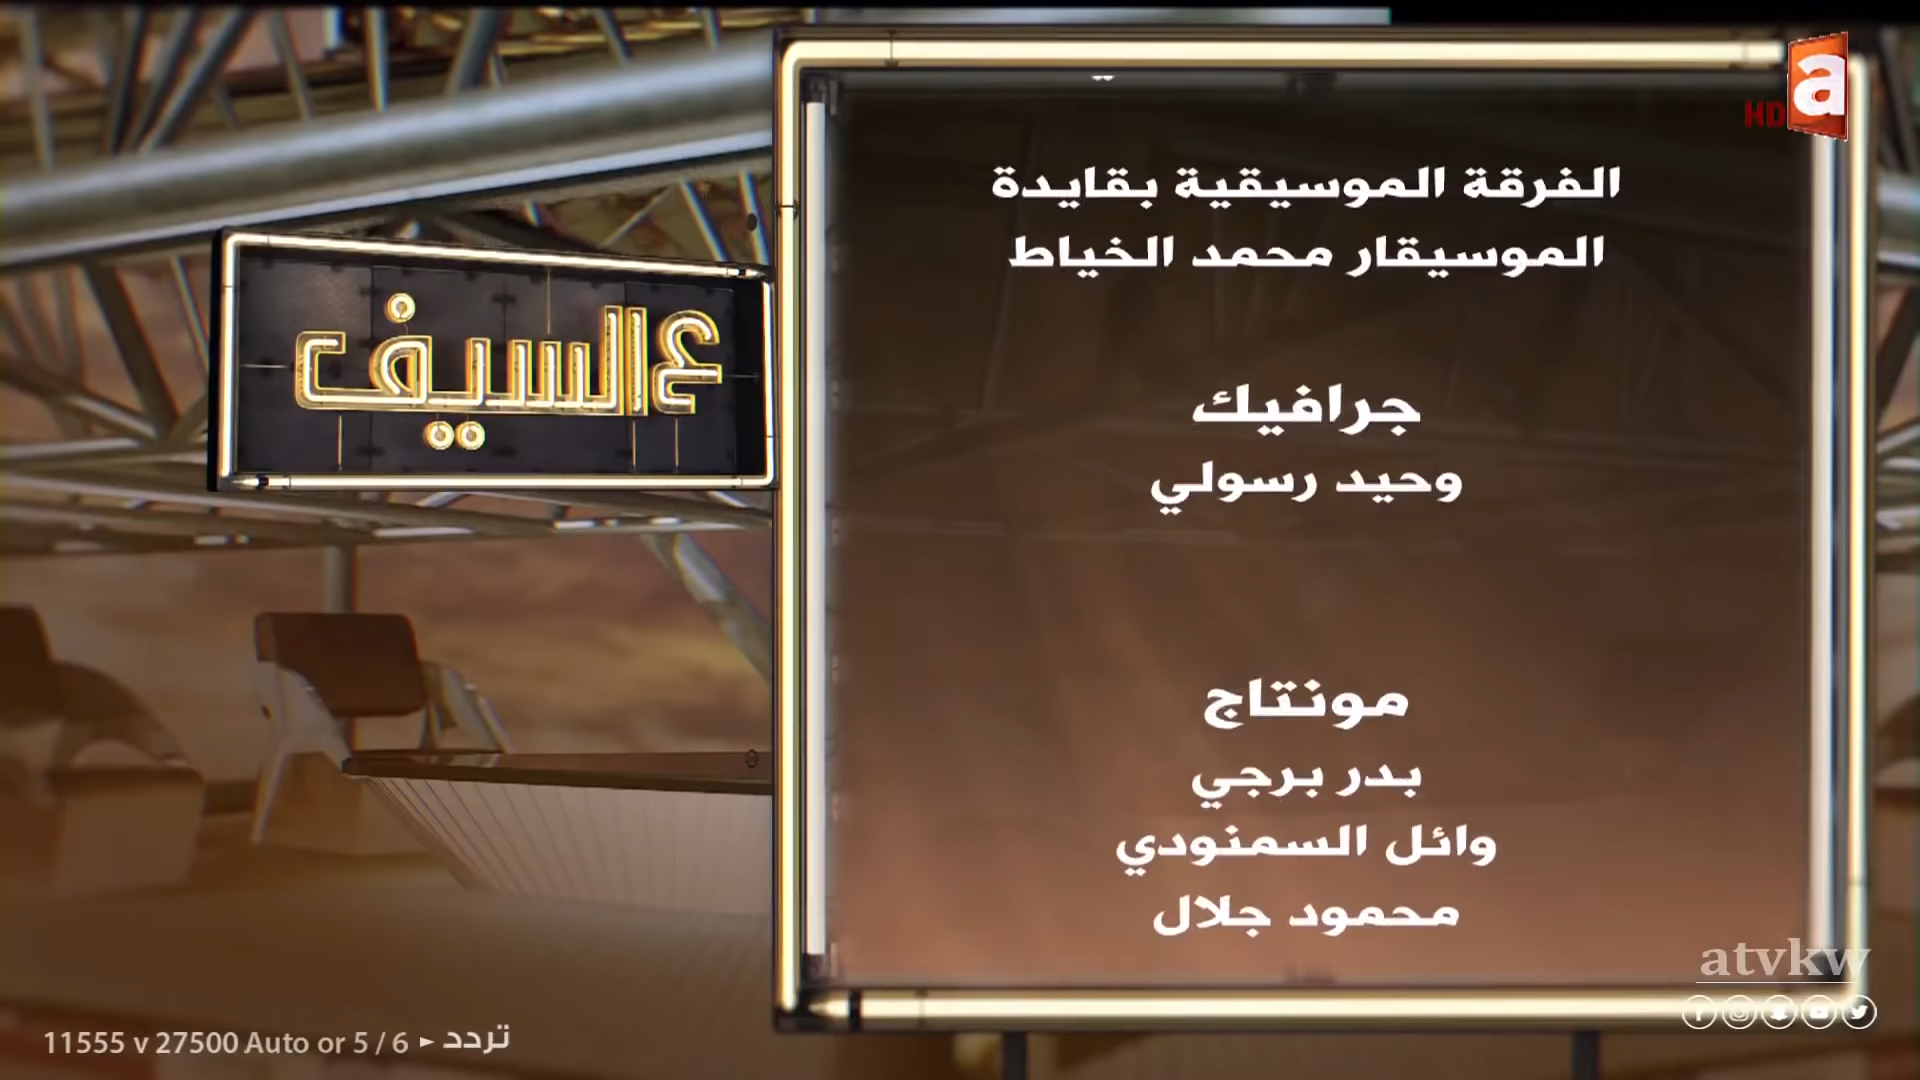 a
HD
الفرقة الموسيقية بقايدة
الموسيقار محمد الخياط
ع السيف
جرافيك
وحيد رسولي
مونتاج
بدر برجي
وائل السمنودي
محمود جلال
atvkw
تردد ► 11555 v 27500 Auto or 5 / 6